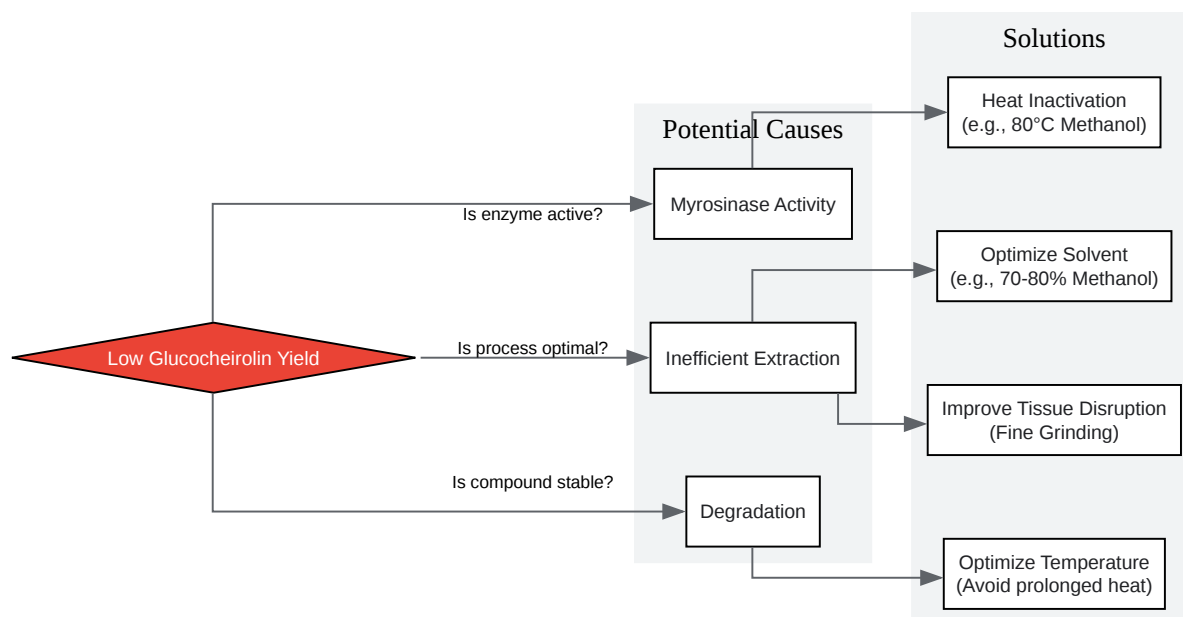 Solutions
Heat Inactivation
(e.g., 80°C Methanol)
Potential Causes
Myrosinase Activity
Is enzyme active?
Optimize Solvent
(e.g., 70-80% Methanol)
Low Glucocheirolin Yield
Is process optimal?
Inefficient Extraction
Improve Tissue Disruption
(Fine Grinding)
Is compound stable?
Degradation
Optimize Temperature
(Avoid prolonged heat)